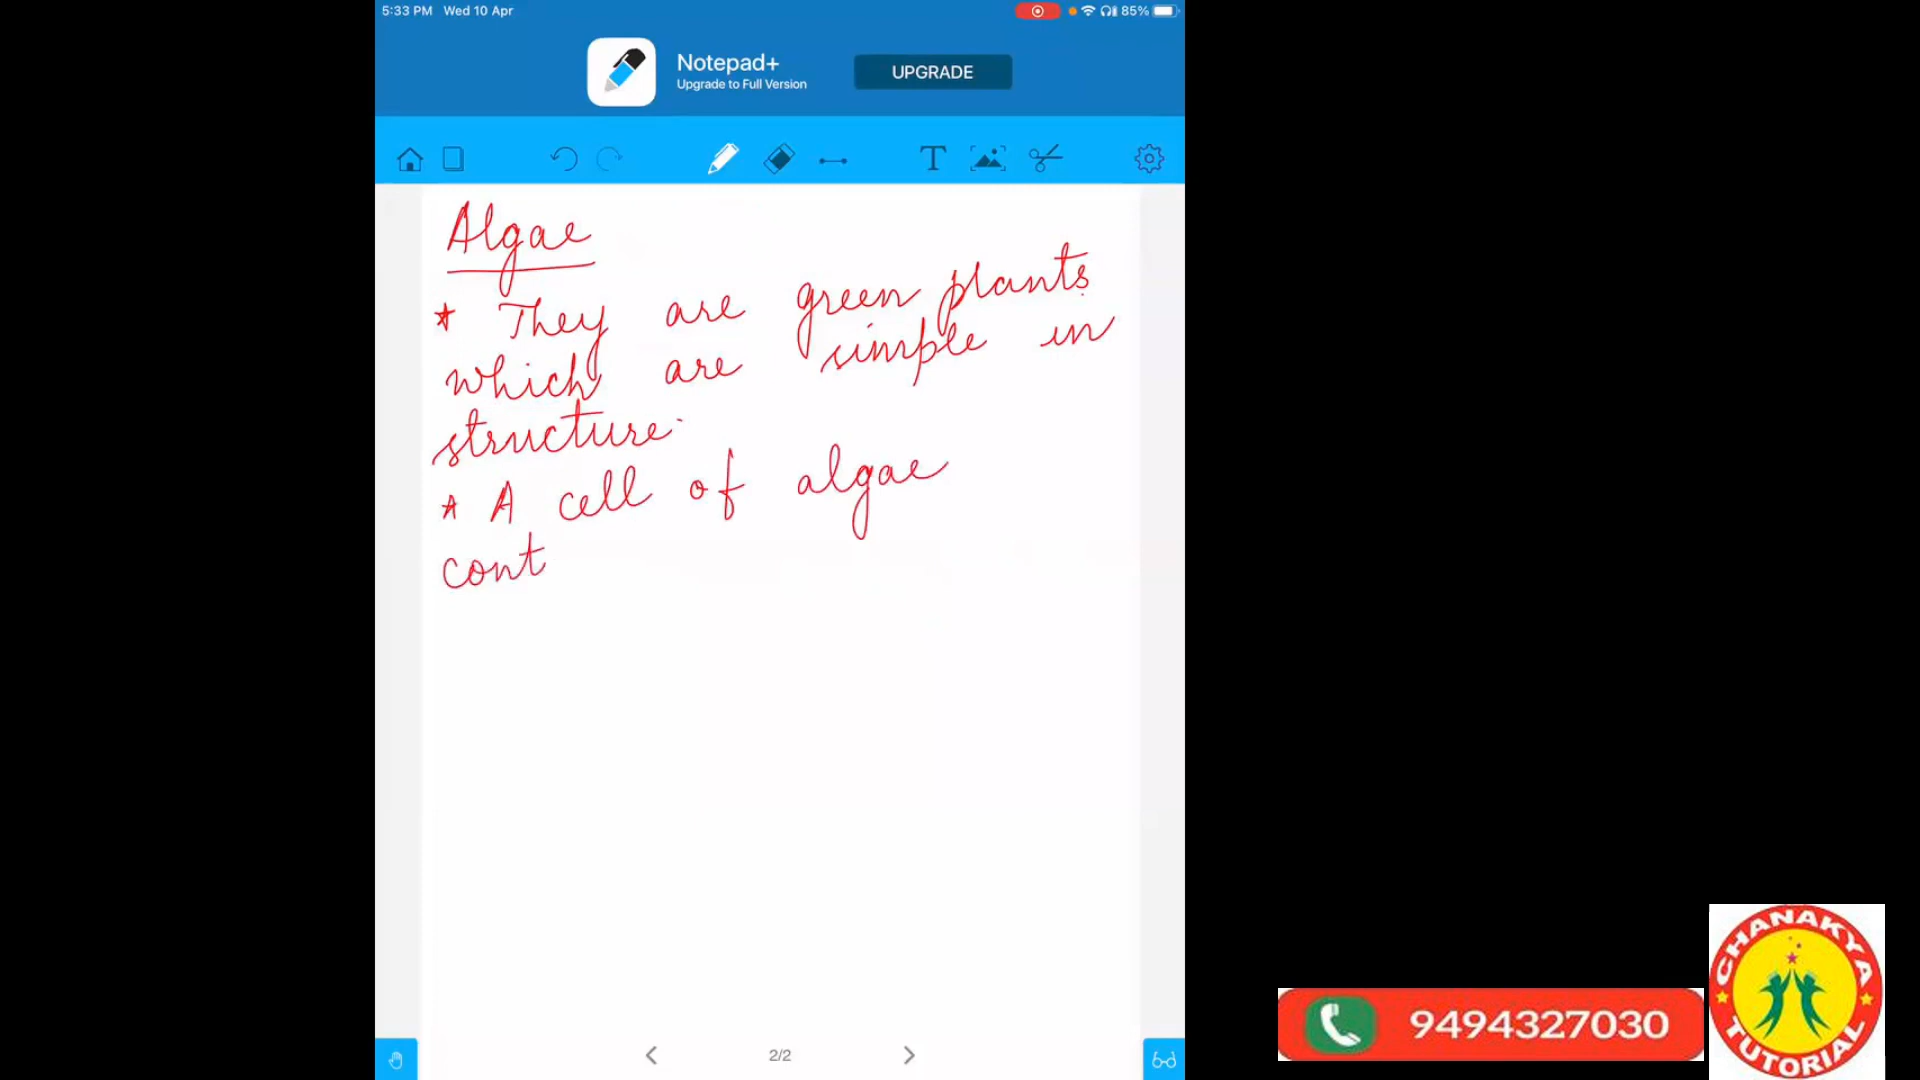 5:33 PM Wed 10 Apr
85%
Notepad+
Upgrade to Full Version
UPGRADE
T
Algae
* They are green plants
which are simple in
structure.
* A cell of algae
cont
2/2
9494327030
CHANAKYA
TUTORIAL